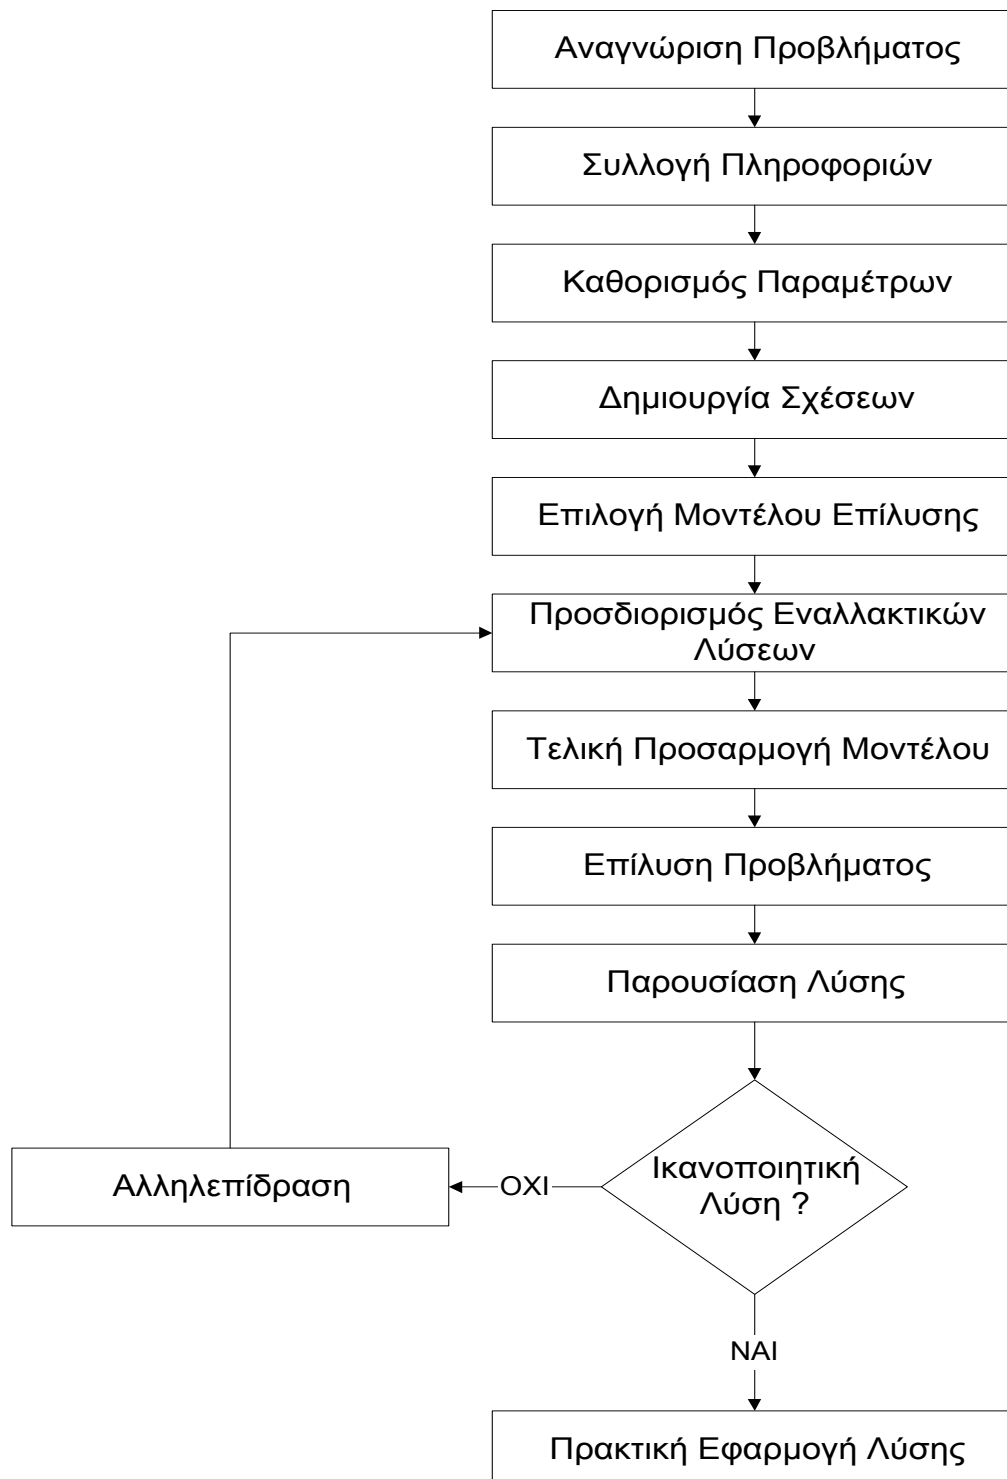 Αναγνώριση Προβλήματος
Συλλογή Πληροφοριών
Καθορισμός Παραμέτρων
Δημιουργία Σχέσεων
Επιλογή Μοντέλου Επίλυσης
Προσδιορισμός Εναλλακτικών
Λύσεων
Τελική Προσαρμογή Μοντέλου
Επίλυση Προβλήματος
Παρουσίαση Λύσης
Ικανοποιητική
Λύση ?
ΟΧΙ
Αλληλεπίδραση
ΝΑΙ
Πρακτική Εφαρμογή Λύσης